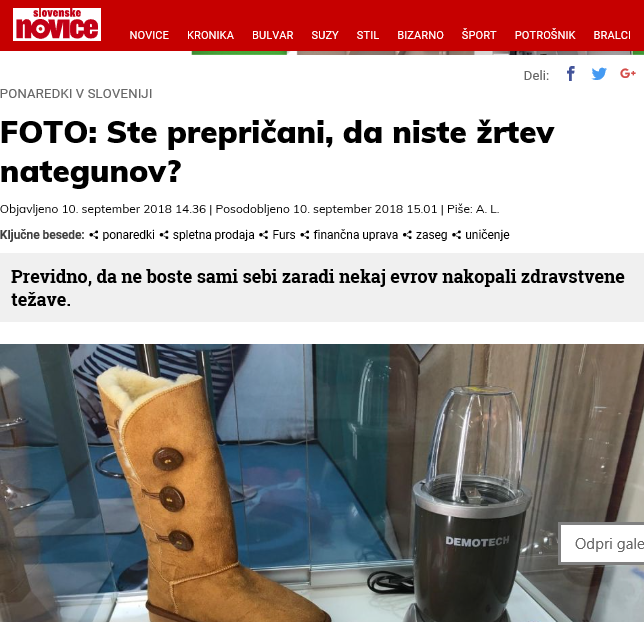 slovenske
novice
NOVICE KRONIKA BULVAR SUZY STIL BIZARNO ŠPORT POTROŠNIK BRALCI
Deli:
PONAREDKI V SLOVENIJI
FOTO: Ste prepričani, da niste žrtev
nategunov?
Objavljeno 10. september 2018 14.36 | Posodobljeno 10. september 2018 15.01 | Piše: A. L.
Ključne besede: ponaredki spletna prodaja Furs finančna uprava zaseg uničenje
Previdno, da ne boste sami sebi zaradi nekaj evrov nakopali zdravstvene
težave.
DEMOTECH
Odpri gale